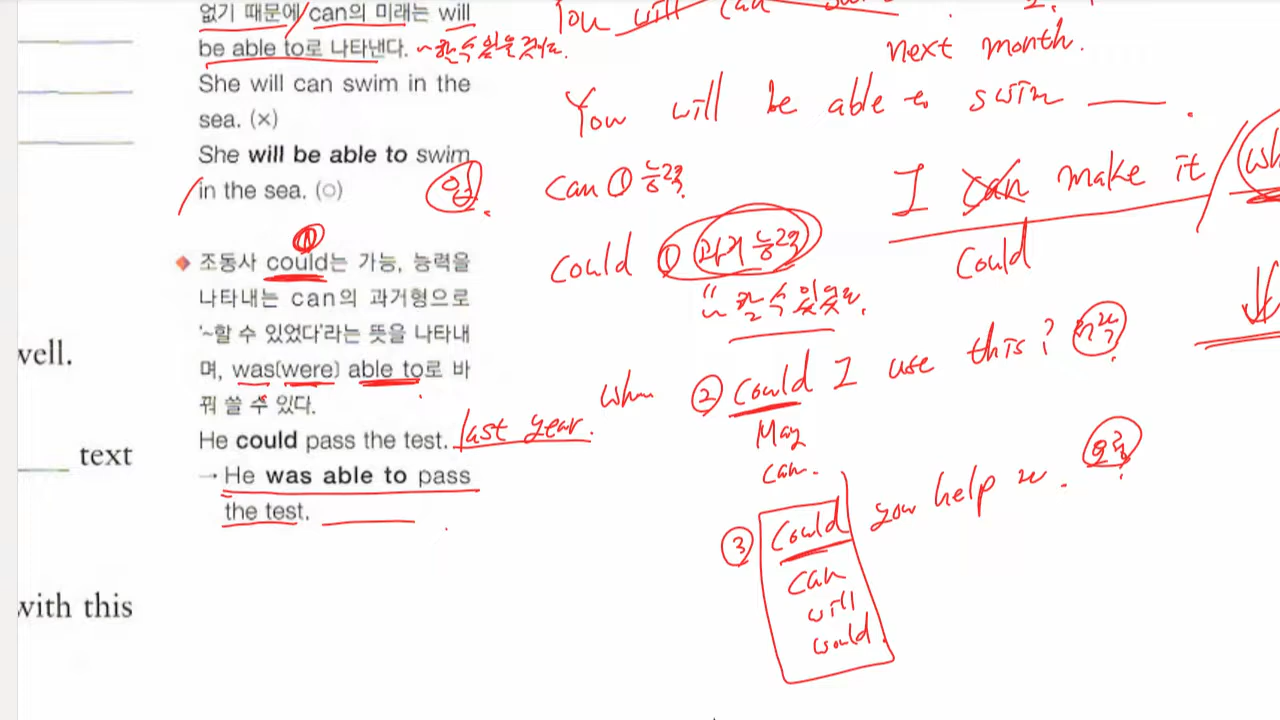 없기 때문에 can의 미래는 will
be able to로 나타낸다. ~할 수 있을 것이다.
She will can swim in the
sea. (×)
She will be able to swim
in the sea. (○)
조동사 could는 가능, 능력을
나타내는 can의 과거형으로
'~할 수 있었다'라는 뜻을 나타내
며, was(were) able to로 바
꿔 쓸 수 있다.
He could pass the test. last year.
→ He was able to pass
the test.
well.
text
with this
You will can
next month.
You will be able to swim
can ① 능력
could ① 과거 능력
"~할 수 있었다.
I can make it
could
when ② Could I use this?
May
can.
③ Could you help
can
will
would